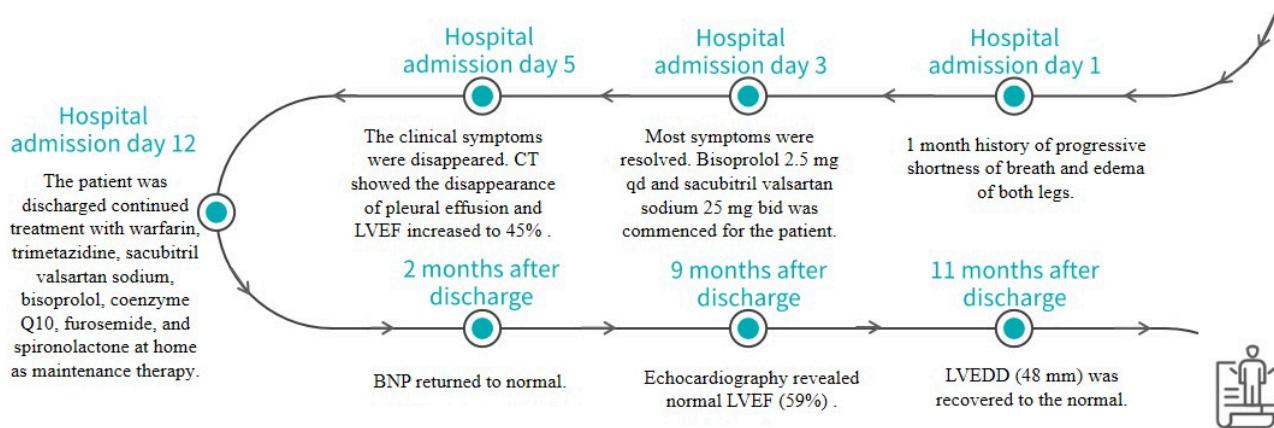 Hospital
admission day 1
1 month history of progressive
shortness of breath and edema
of both legs.
Hospital
admission day 3
Most symptoms were
resolved. Bisoprolol 2.5 mg
qd and sacubitril valsartan
sodium 25 mg bid was
commenced for the patient.
Hospital
admission day 5
The clinical symptoms
were disappeared. CT
showed the disappearance
of pleural effusion and
LVEF increased to 45% .
Hospital
admission day 12
The patient was
discharged continued
treatment with warfarin,
trimetazidine, sacubitril
valsartan sodium,
bisoprolol, coenzyme
Q10, furosemide, and
spironolactone at home
as maintenance therapy.
2 months after
discharge
BNP returned to normal.
9 months after
discharge
Echocardiography revealed
normal LVEF (59%) .
11 months after
discharge
LVEDD (48 mm) was
recovered to the normal.